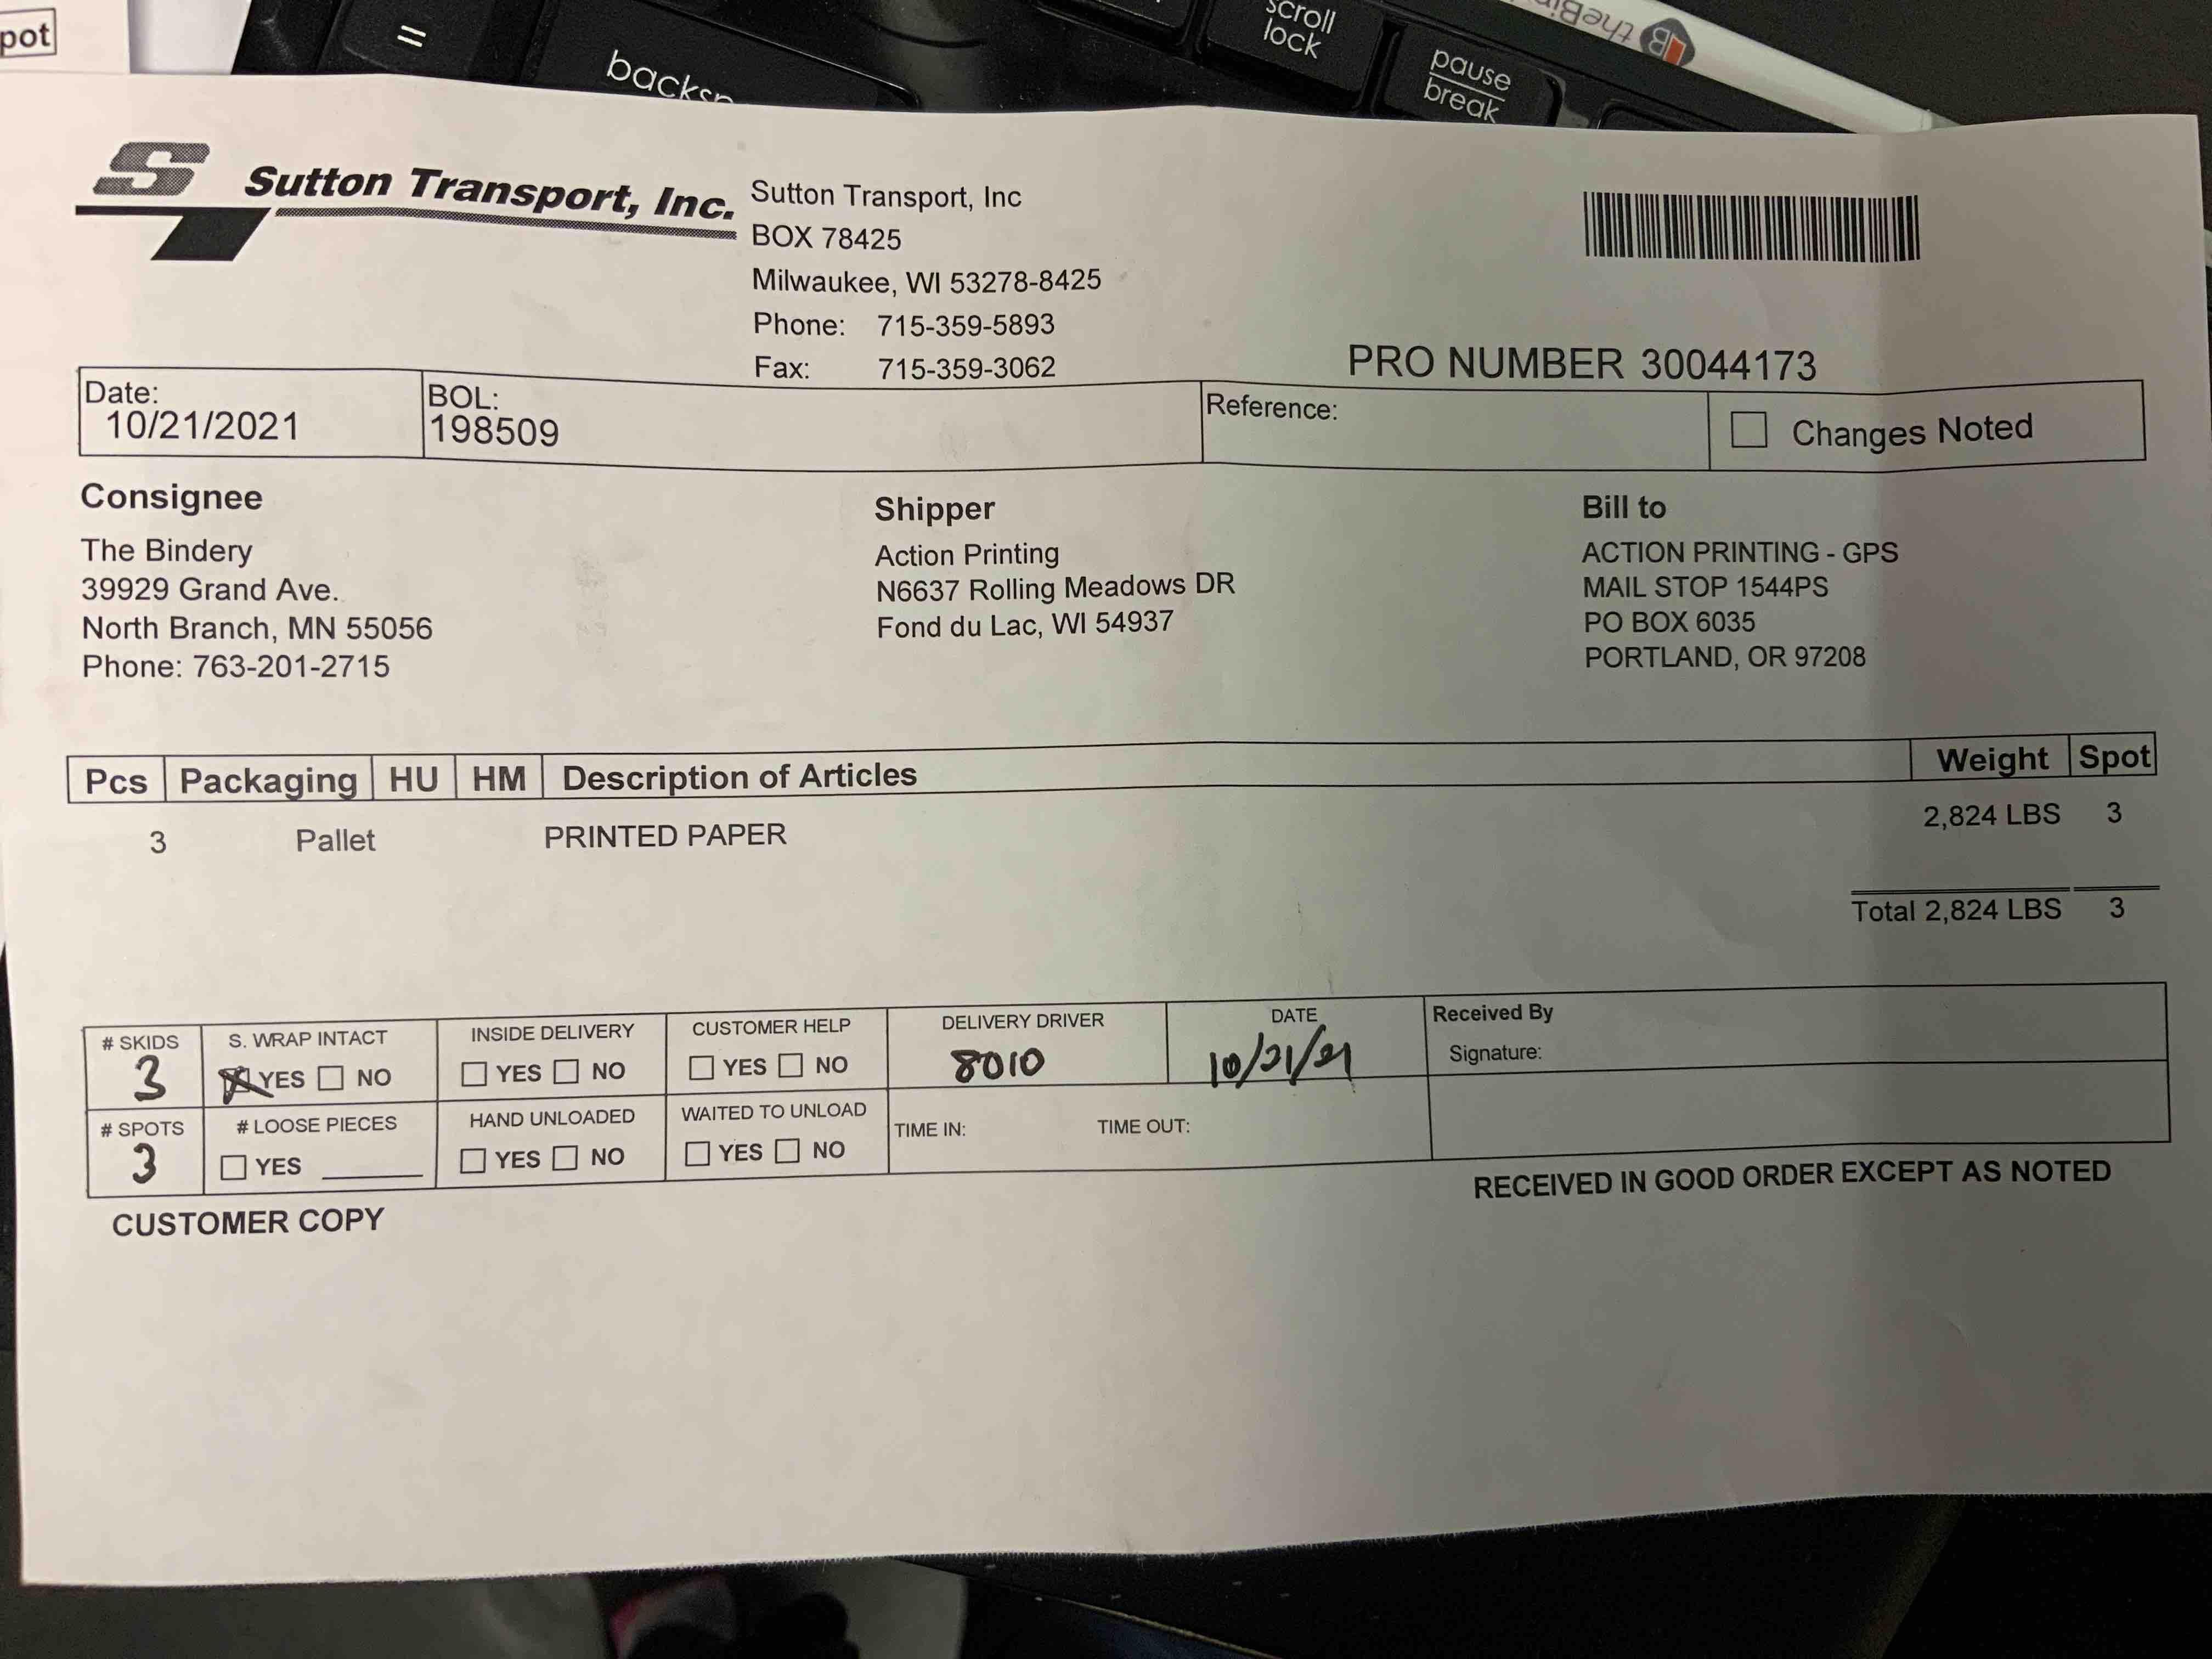 pot
=
backsp
scroll
lock
pause
break
theBin
B
S
Sutton Transport, Inc.
Sutton Transport, Inc
BOX 78425
Milwaukee, WI 53278-8425
Phone: 715-359-5893
Fax: 715-359-3062
PRO NUMBER 30044173
Date:
10/21/2021
BOL:
198509
Reference:
Changes Noted
Consignee
The Bindery
39929 Grand Ave.
North Branch, MN 55056
Phone: 763-201-2715
Shipper
Action Printing
N6637 Rolling Meadows DR
Fond du Lac, WI 54937
Bill to
ACTION PRINTING - GPS
MAIL STOP 1544PS
PO BOX 6035
PORTLAND, OR 97208
Pcs Packaging HU HM Description of Articles Weight Spot
3 Pallet PRINTED PAPER 2,824 LBS 3
Total 2,824 LBS 3
# SKIDS
3
S. WRAP INTACT
YES NO
INSIDE DELIVERY
YES NO
CUSTOMER HELP
YES NO
DELIVERY DRIVER
8010
DATE
10/21/21
Received By
Signature:
# SPOTS
3
# LOOSE PIECES
YES
HAND UNLOADED
YES NO
WAITED TO UNLOAD
YES NO
TIME IN: TIME OUT:
RECEIVED IN GOOD ORDER EXCEPT AS NOTED
CUSTOMER COPY